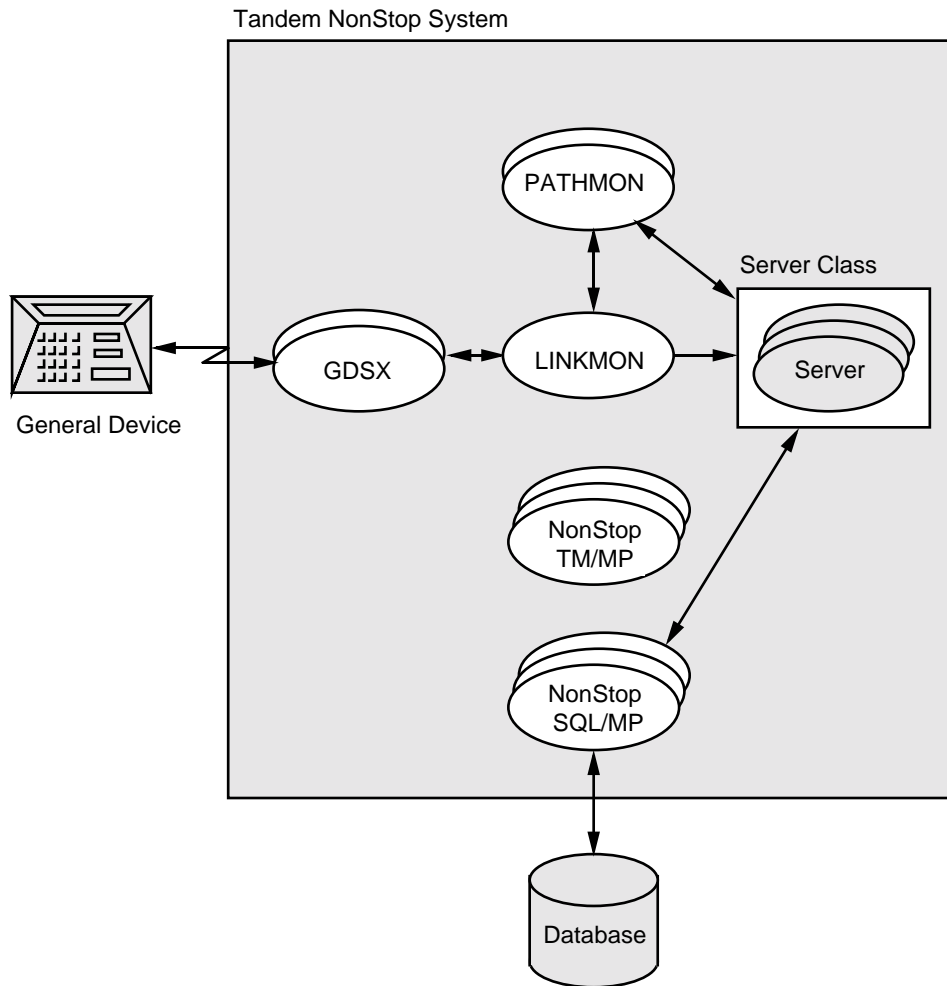 Tandem NonStop System
PATHMON
Server Class
GDSX
LINKMON
Server
General Device
NonStop
TM/MP
NonStop
SQL/MP
Database